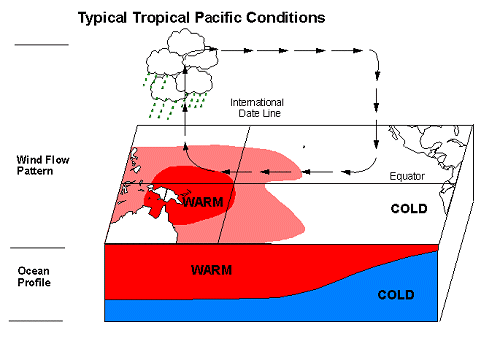 Typical Tropical Pacific Conditions
International
Date Line
Wind Flow
Pattern
Equator
WARM
COLD
Ocean
Profile
WARM
COLD